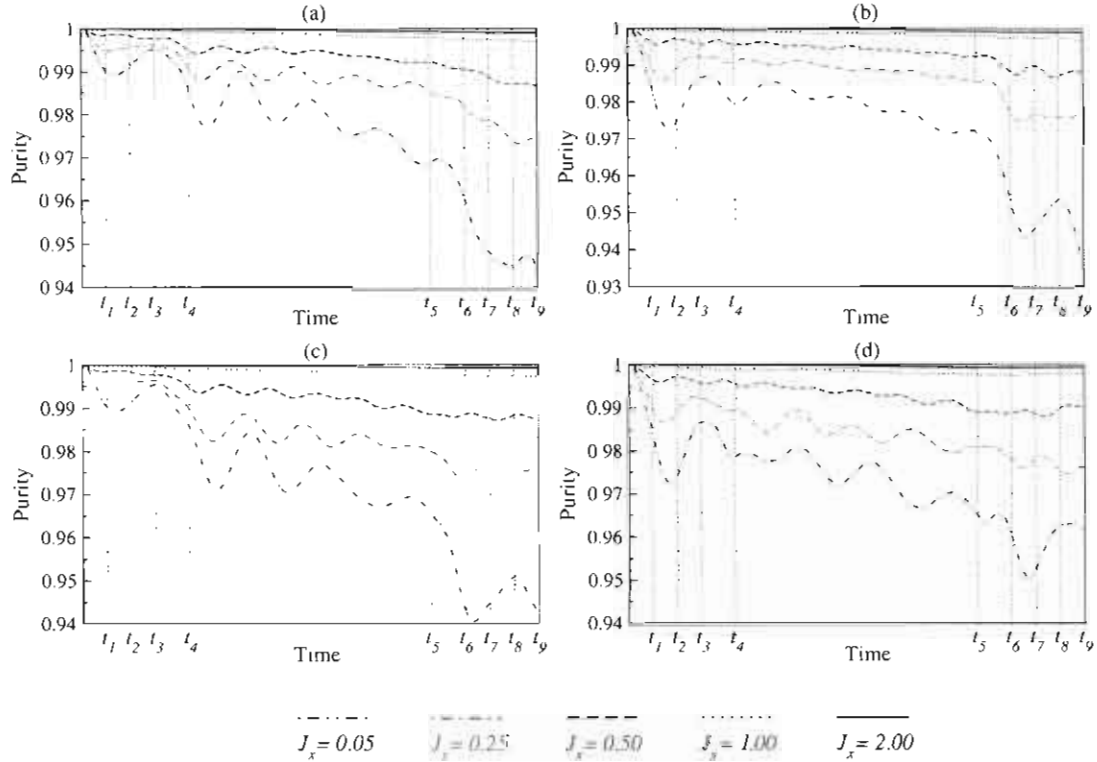 (a)
(b)
1
0.99
0.98
0.97
0.96
0.95
0.94
Purity
t1 t2 t3 t4 t5 t6 t7 t8 t9
Time
1
0.99
0.98
0.97
0.96
0.95
0.94
0.93
Purity
t1 t2 t3 t4 t5 t6 t7 t8 t9
Time
(c)
(d)
1
0.99
0.98
0.97
0.96
0.95
0.94
Purity
t1 t2 t3 t4 t5 t6 t7 t8 t9
Time
1
0.99
0.98
0.97
0.96
0.95
0.94
Purity
t1 t2 t3 t4 t5 t6 t7 t8 t9
Time
Jx = 0.05 Jx = 0.25 Jx = 0.50 Jx = 1.00 Jx = 2.00